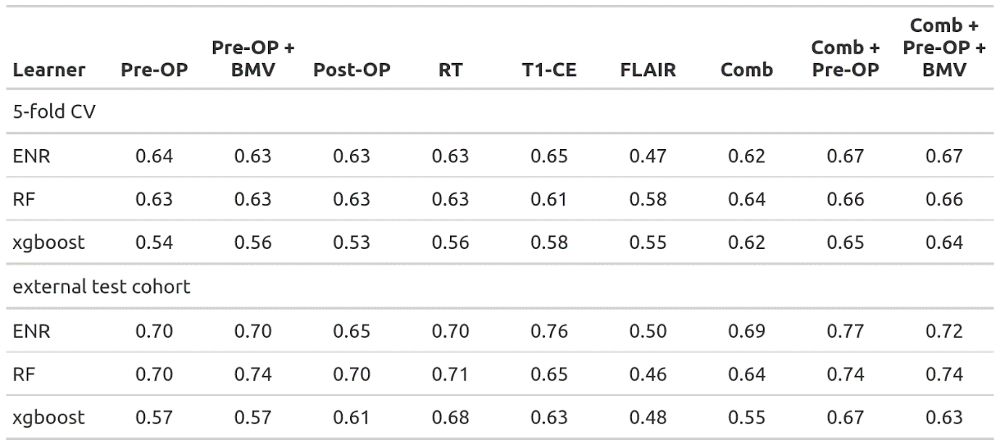 Learner Pre-OP Pre-OP + BMV Post-OP RT T1-CE FLAIR Comb Comb + Pre-OP Comb + Pre-OP + BMV
5-fold CV
ENR 0.64 0.63 0.63 0.63 0.65 0.47 0.62 0.67 0.67
RF 0.63 0.63 0.63 0.63 0.61 0.58 0.64 0.66 0.66
xgboost 0.54 0.56 0.53 0.56 0.58 0.55 0.62 0.65 0.64
external test cohort
ENR 0.70 0.70 0.65 0.70 0.76 0.50 0.69 0.77 0.72
RF 0.70 0.74 0.70 0.71 0.65 0.46 0.64 0.74 0.74
xgboost 0.57 0.57 0.61 0.68 0.63 0.48 0.55 0.67 0.63